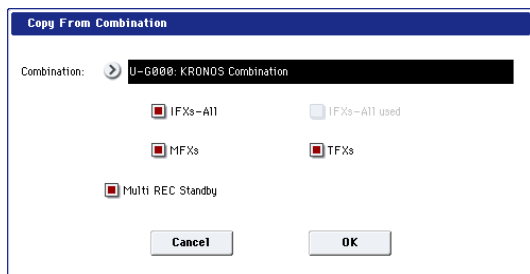 Copy From Combination
Combination: U-G000: KRONOS Combination
IFXs-All IFXs-All used
MFXs TFXs
Multi REC Standby
Cancel OK